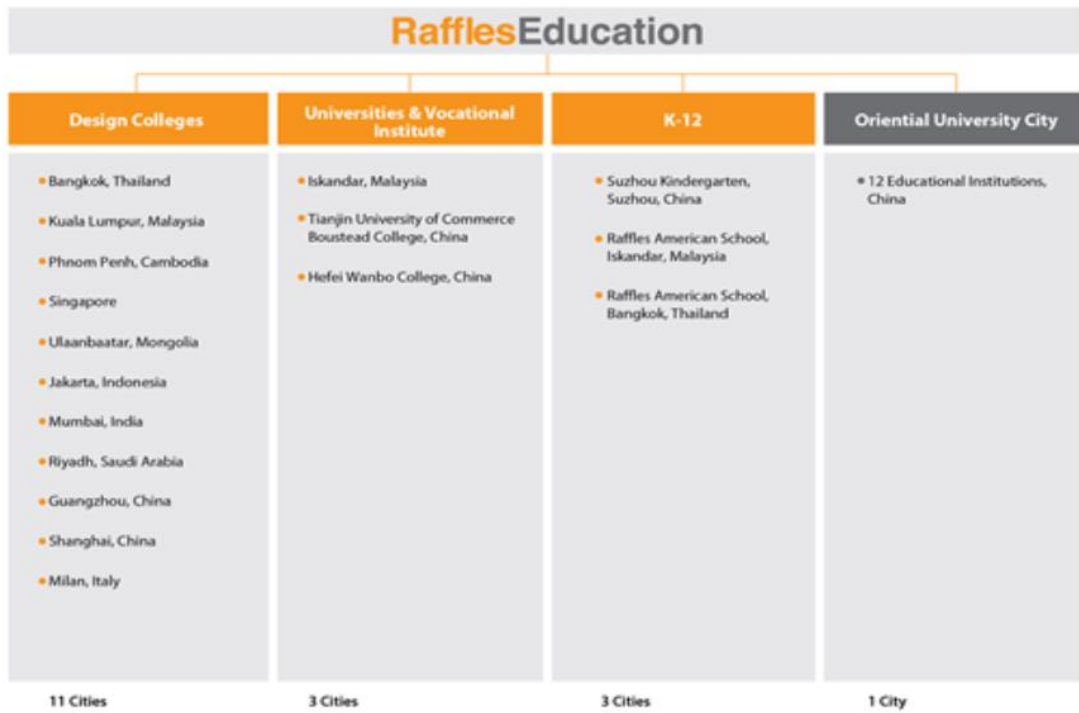 RafflesEducation
Design Colleges
Bangkok, Thailand
Kuala Lumpur, Malaysia
Phnom Penh, Cambodia
Singapore
Ulaanbaatar, Mongolia
Jakarta, Indonesia
Mumbai, India
Riyadh, Saudi Arabia
Guangzhou, China
Shanghai, China
Milan, Italy
11 Cities
Universities & Vocational
Institute
Iskandar, Malaysia
Tianjin University of Commerce
Boustead College, China
Hefei Wanbo College, China
3 Cities
K-12
Suzhou Kindergarten,
Suzhou, China
Raffles American School,
Iskandar, Malaysia
Raffles American School,
Bangkok, Thailand
3 Cities
Oriential University City
12 Educational Institutions,
China
1 City